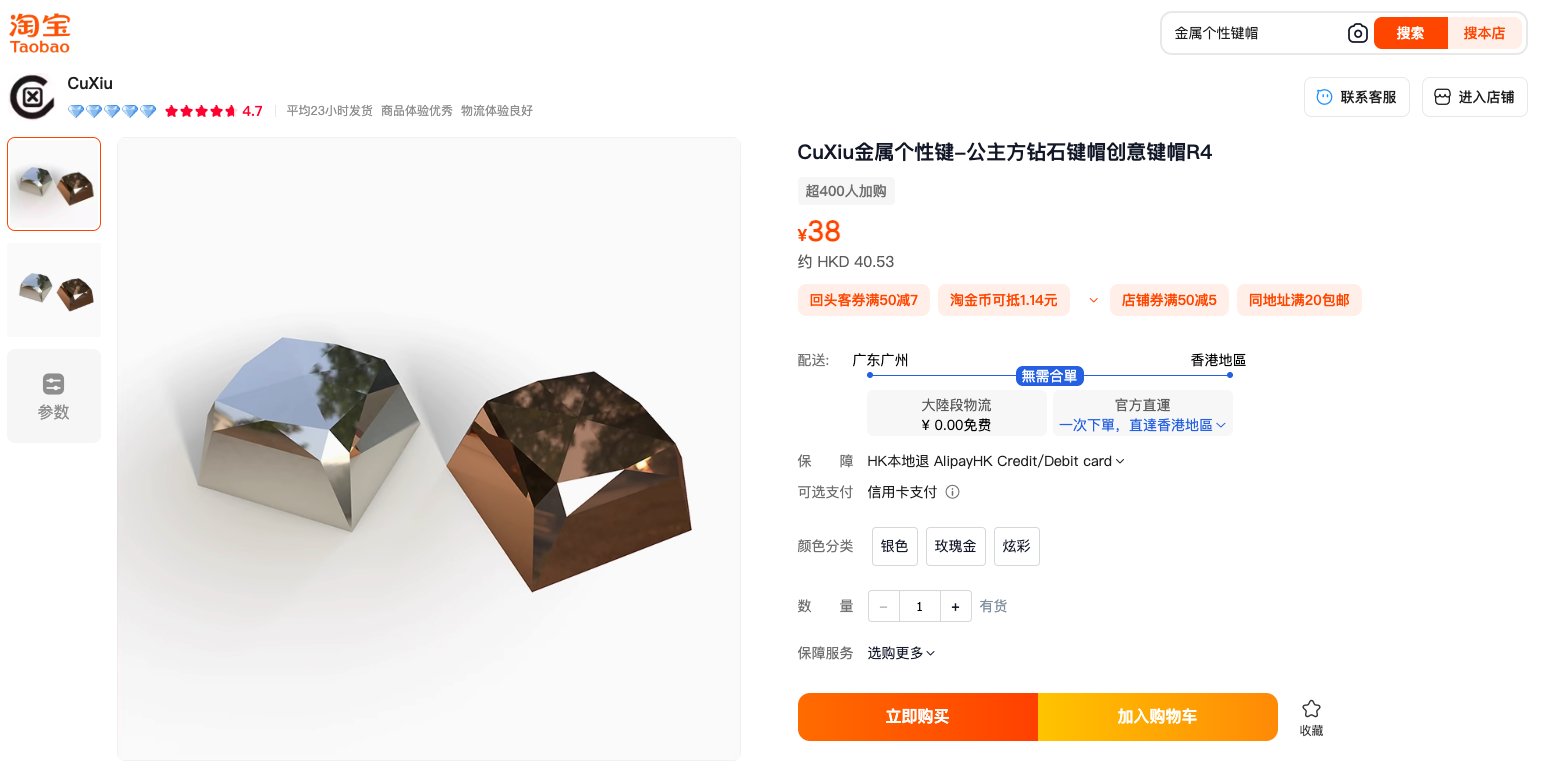 淘宝
Taobao
金属个性键帽
搜索
搜本店
CuXiu
4.7
平均23小时发货 商品体验优秀 物流体验良好
联系客服
进入店铺
参数
CuXiu金属个性键–公主方钻石键帽创意键帽R4
超400人加购
¥38
约 HKD 40.53
回头客券满50减7
淘金币可抵1.14元
店铺券满50减5
同地址满20包邮
配送: 广东广州 香港地區
無需合單
大陸段物流 官方直運
¥ 0.00免费 一次下單，直達香港地區
保 障 HK本地退 AlipayHK Credit/Debit card
可选支付 信用卡支付
颜色分类 银色 玫瑰金 炫彩
数 量 − 1 + 有货
保障服务 选购更多
立即购买
加入购物车
收藏